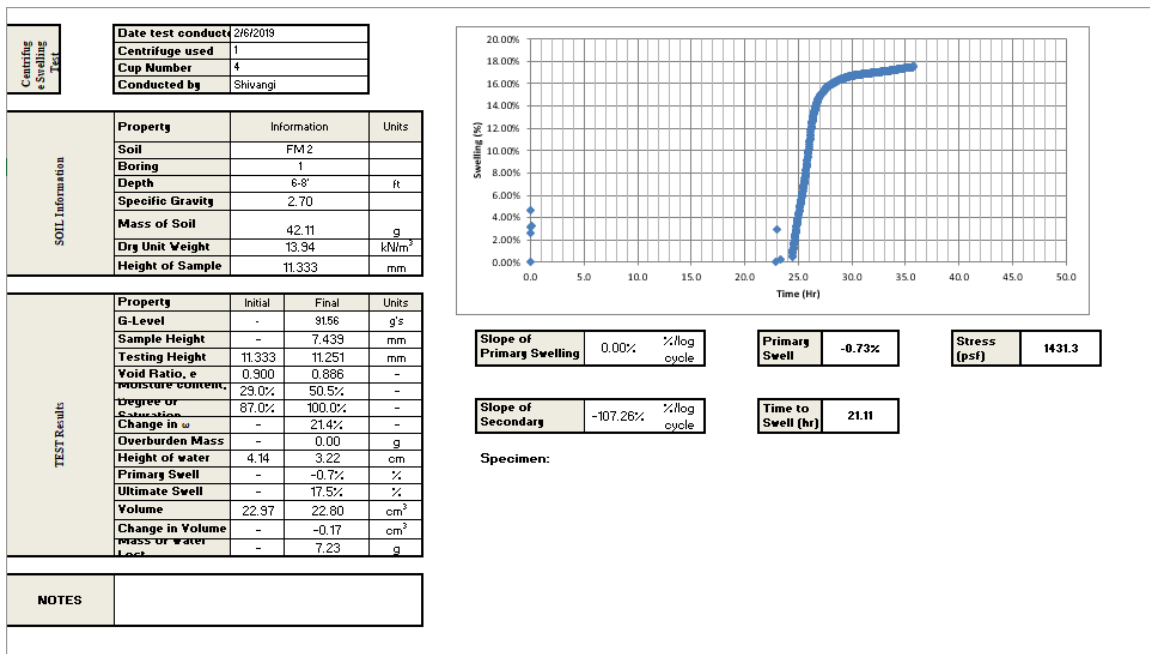 Centrifug
e Swelling
Test
Date test conducte 2/6/2019
Centrifuge used 1
Cup Number 4
Conducted by Shivangi
SOIL Information
Property Information Units
Soil FM 2
Boring 1
Depth 6-8' ft
Specific Gravity 2.70
Mass of Soil 42.11 g
Dry Unit Weight 13.94 kN/m³
Height of Sample 11.333 mm
TEST Results
Property Initial Final Units
G-Level - 91.56 g's
Sample Height - 7.439 mm
Testing Height 11.333 11.251 mm
Void Ratio, e 0.900 0.886 -
Moisture content, 29.0% 50.5% -
Degree of Saturation 87.0% 100.0% -
Change in ω - 21.4% -
Overburden Mass - 0.00 g
Height of water 4.14 3.22 cm
Primary Swell - -0.7% %
Ultimate Swell - 17.5% %
Volume 22.97 22.80 cm³
Change in Volume - -0.17 cm³
Mass of water Lost - 7.23 g
NOTES
Swelling (%)
20.00%
18.00%
16.00%
14.00%
12.00%
10.00%
8.00%
6.00%
4.00%
2.00%
0.00%
0.0 5.0 10.0 15.0 20.0 25.0 30.0 35.0 40.0 45.0 50.0
Time (Hr)
Slope of
Primary Swelling 0.00% %/log
cycle
Primary
Swell -0.73%
Stress
(psf) 1431.3
Slope of
Secondary -107.26% %/log
cycle
Time to
Swell (hr) 21.11
Specimen: